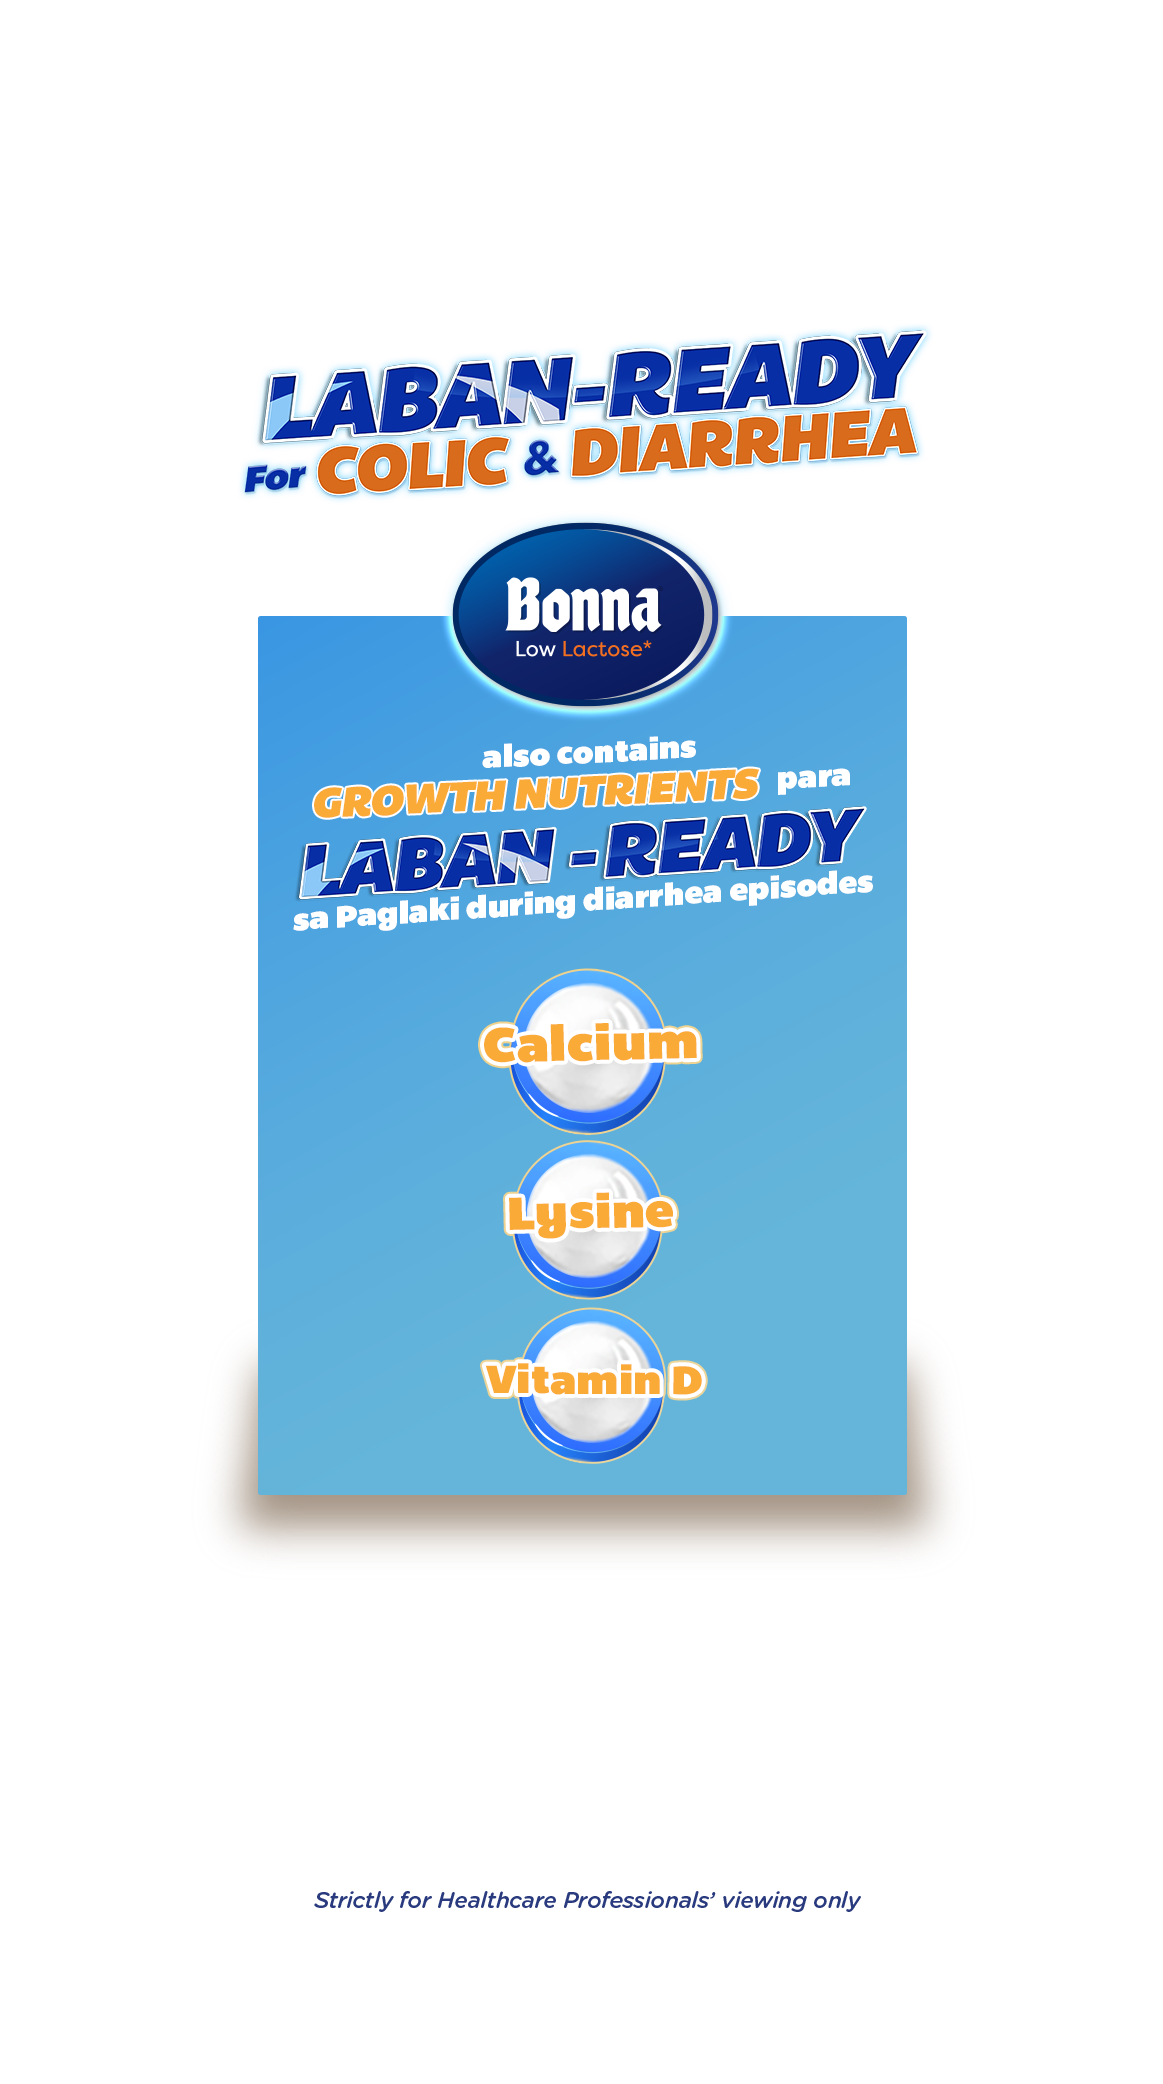 LABAN-READY
For COLIC & DIARRHEA
Bonna
Low Lactose*
also contains
GROWTH NUTRIENTS para
LABAN - READY
sa Paglaki during diarrhea episodes
Calcium
Lysine
Vitamin D
Strictly for Healthcare Professionals’ viewing only